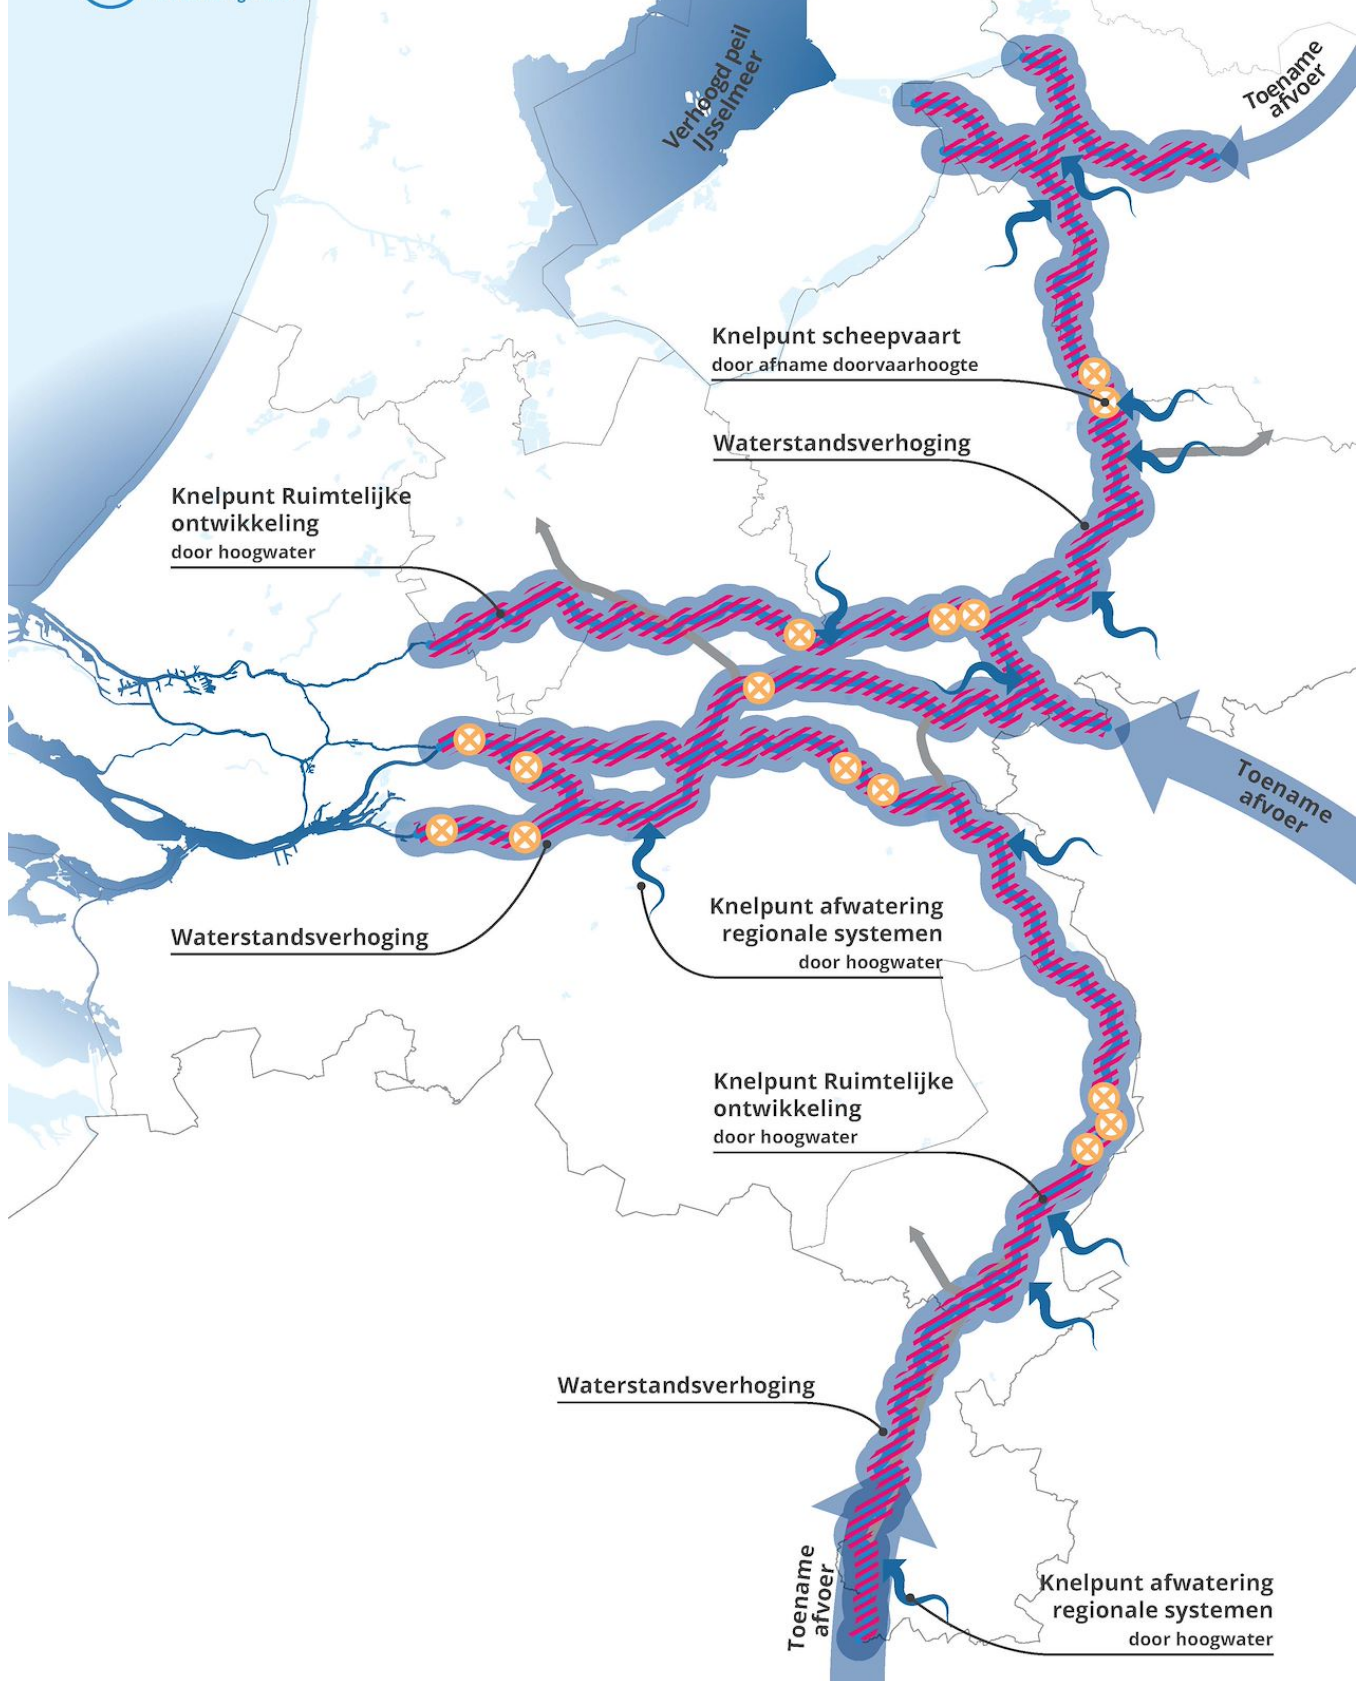 Verhoogd peil
IJsselmeer
Toename
afvoer
Knelpunt scheepvaart
door afname doorvaarhoogte
Waterstandsverhoging
Knelpunt Ruimtelijke
ontwikkeling
door hoogwater
Toename
afvoer
Waterstandsverhoging
Knelpunt afwatering
regionale systemen
door hoogwater
Knelpunt Ruimtelijke
ontwikkeling
door hoogwater
Waterstandsverhoging
Toename
afvoer
Knelpunt afwatering
regionale systemen
door hoogwater